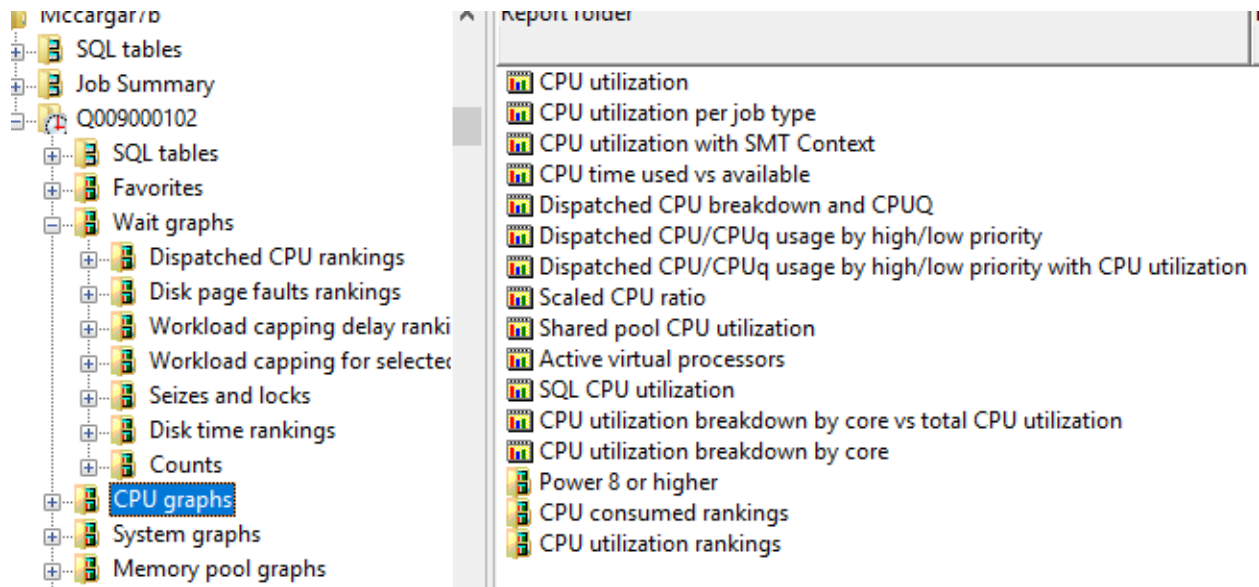 Mccargar7b
SQL tables
Job Summary
Q009000102
SQL tables
Favorites
Wait graphs
Dispatched CPU rankings
Disk page faults rankings
Workload capping delay ranki
Workload capping for selected
Seizes and locks
Disk time rankings
Counts
CPU graphs
System graphs
Memory pool graphs
Report folder
CPU utilization
CPU utilization per job type
CPU utilization with SMT Context
CPU time used vs available
Dispatched CPU breakdown and CPUQ
Dispatched CPU/CPUq usage by high/low priority
Dispatched CPU/CPUq usage by high/low priority with CPU utilization
Scaled CPU ratio
Shared pool CPU utilization
Active virtual processors
SQL CPU utilization
CPU utilization breakdown by core vs total CPU utilization
CPU utilization breakdown by core
Power 8 or higher
CPU consumed rankings
CPU utilization rankings